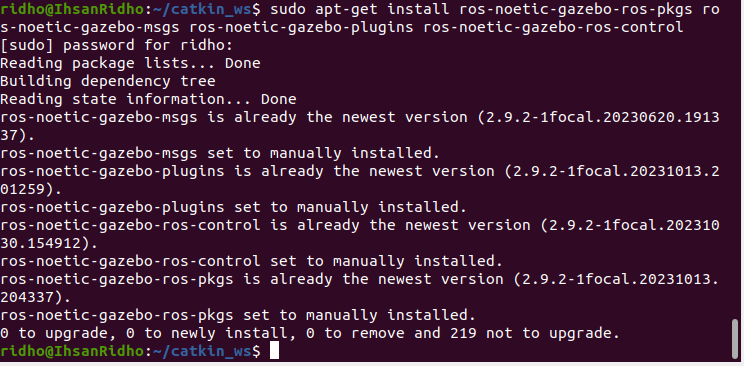 ridho@IhsanRidho:~/catkin_ws$ sudo apt-get install ros-noetic-gazebo-ros-pkgs ro
s-noetic-gazebo-msgs ros-noetic-gazebo-plugins ros-noetic-gazebo-ros-control
[sudo] password for ridho:
Reading package lists... Done
Building dependency tree
Reading state information... Done
ros-noetic-gazebo-msgs is already the newest version (2.9.2-1focal.20230620.1913
37).
ros-noetic-gazebo-msgs set to manually installed.
ros-noetic-gazebo-plugins is already the newest version (2.9.2-1focal.20231013.2
01259).
ros-noetic-gazebo-plugins set to manually installed.
ros-noetic-gazebo-ros-control is already the newest version (2.9.2-1focal.202310
30.154912).
ros-noetic-gazebo-ros-control set to manually installed.
ros-noetic-gazebo-ros-pkgs is already the newest version (2.9.2-1focal.20231013.
204337).
ros-noetic-gazebo-ros-pkgs set to manually installed.
0 to upgrade, 0 to newly install, 0 to remove and 219 not to upgrade.
ridho@IhsanRidho:~/catkin_ws$